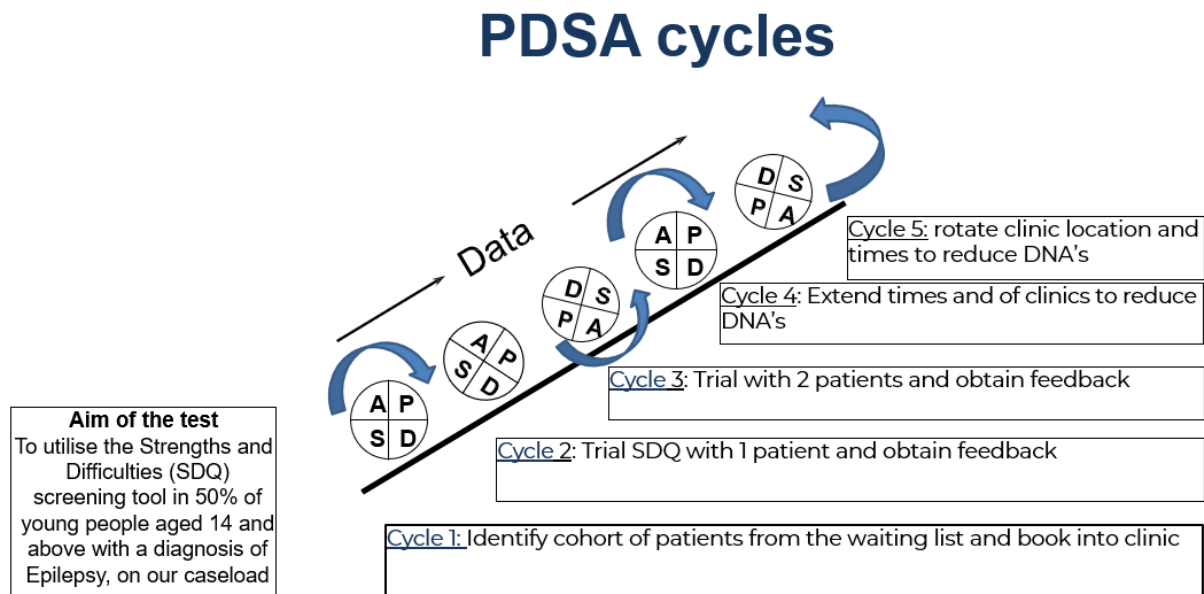 PDSA cycles
Data
D S
P A
A P
S D
D S
P A
A P
S D
A P
S D
Cycle 5: rotate clinic location and
times to reduce DNA’s
Cycle 4: Extend times and of clinics to reduce
DNA’s
Cycle 3: Trial with 2 patients and obtain feedback
Cycle 2: Trial SDQ with 1 patient and obtain feedback
Cycle 1: Identify cohort of patients from the waiting list and book into clinic
Aim of the test
To utilise the Strengths and
Difficulties (SDQ)
screening tool in 50% of
young people aged 14 and
above with a diagnosis of
Epilepsy, on our caseload